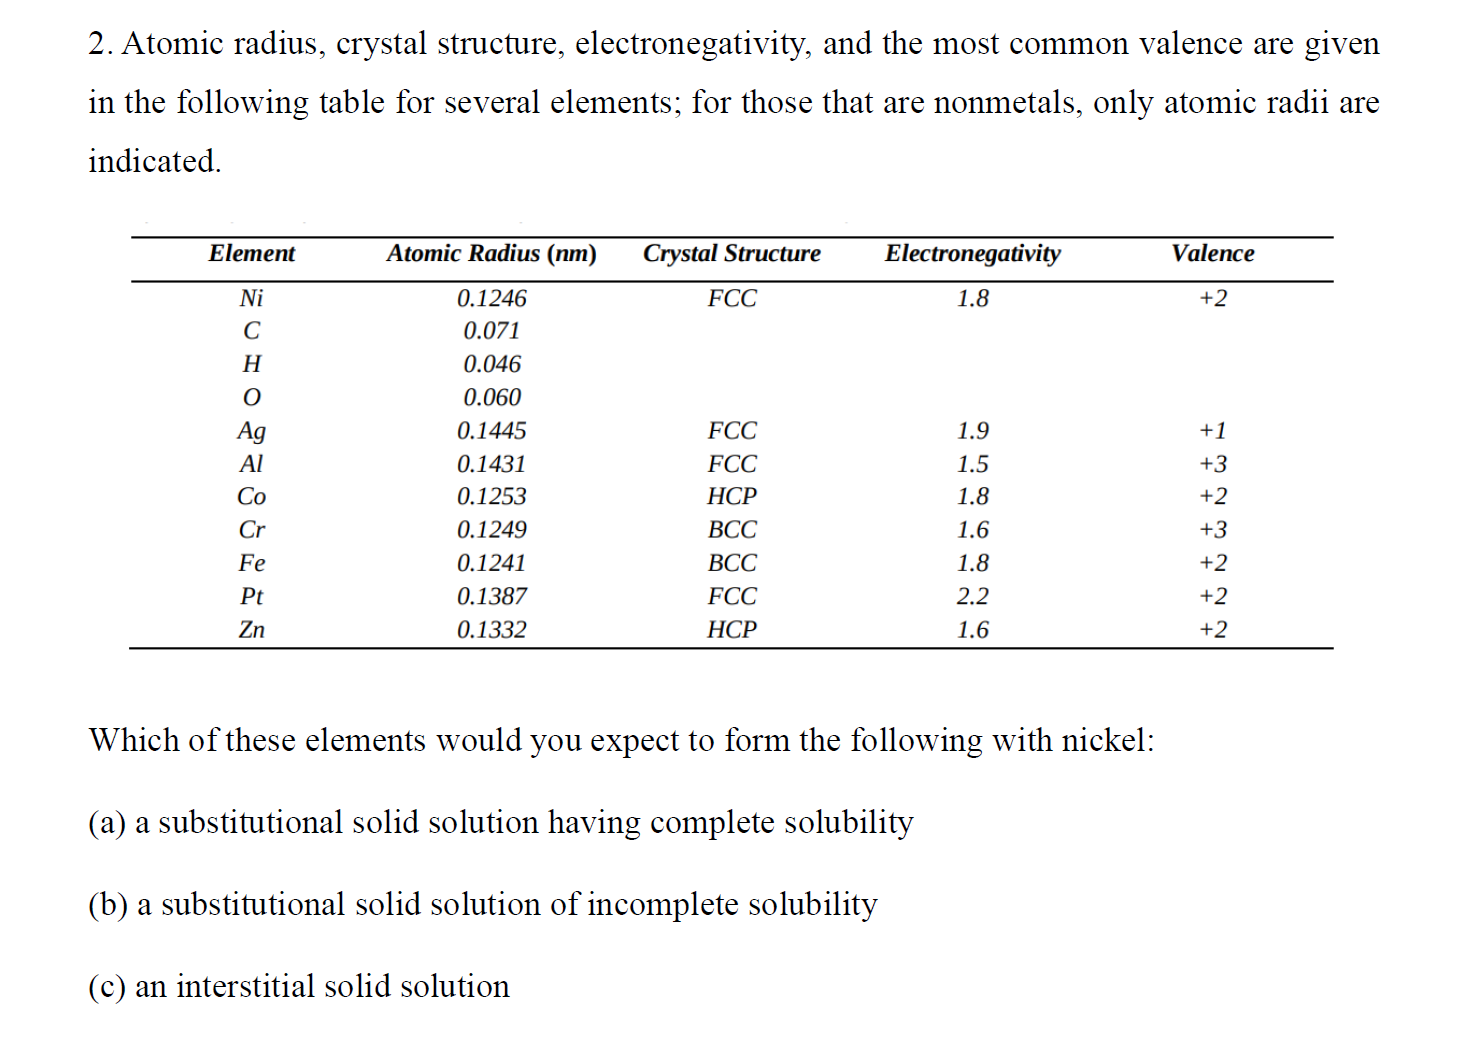 2. Atomic radius, crystal structure, electronegativity, and the most common valence are given
in the following table for several elements; for those that are nonmetals, only atomic radii are
indicated.
Element Atomic Radius (nm) Crystal Structure Electronegativity Valence
Ni 0.1246 FCC 1.8 +2
C 0.071
H 0.046
O 0.060
Ag 0.1445 FCC 1.9 +1
Al 0.1431 FCC 1.5 +3
Co 0.1253 HCP 1.8 +2
Cr 0.1249 BCC 1.6 +3
Fe 0.1241 BCC 1.8 +2
Pt 0.1387 FCC 2.2 +2
Zn 0.1332 HCP 1.6 +2
Which of these elements would you expect to form the following with nickel:
(a) a substitutional solid solution having complete solubility
(b) a substitutional solid solution of incomplete solubility
(c) an interstitial solid solution